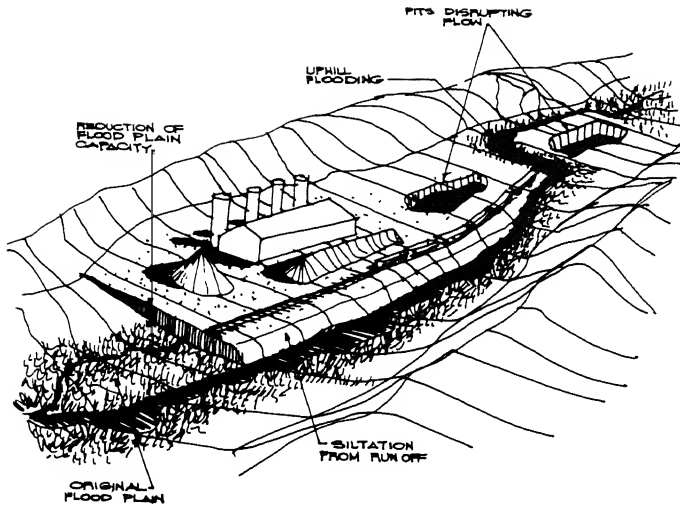 PITS DISRUPTING
FLOW
UPHILL
FLOODING
REDUCTION OF
FLOOD PLAIN
CAPACITY
SILTATION
FROM RUN OFF
ORIGINAL
FLOOD PLAIN